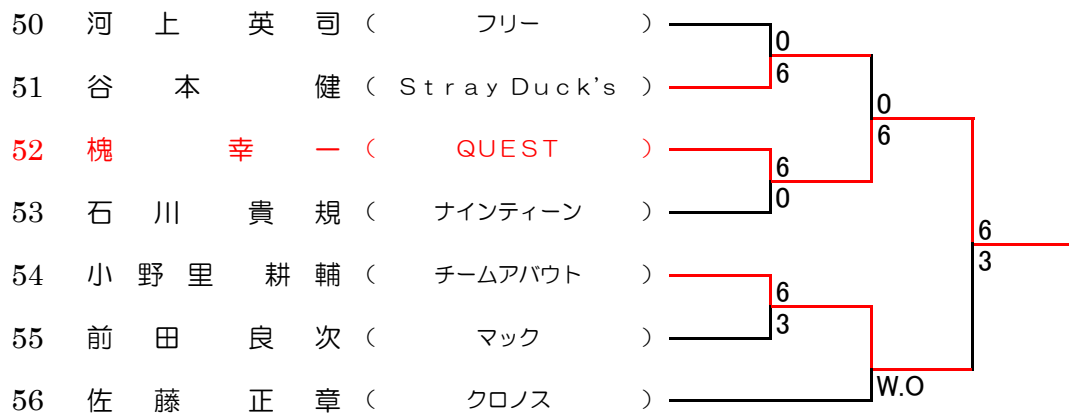 50 河上 英司 ( フリー )
0
51 谷本 健 ( Stray Duck's )
6
0
6
52 槐 幸一 ( QUEST )
6
0
53 石川 貴規 ( ナインティーン )
6
3
54 小野里 耕輔 ( チームアバウト )
6
3
55 前田 良次 ( マック )
W.O
56 佐藤 正章 ( クロノス )